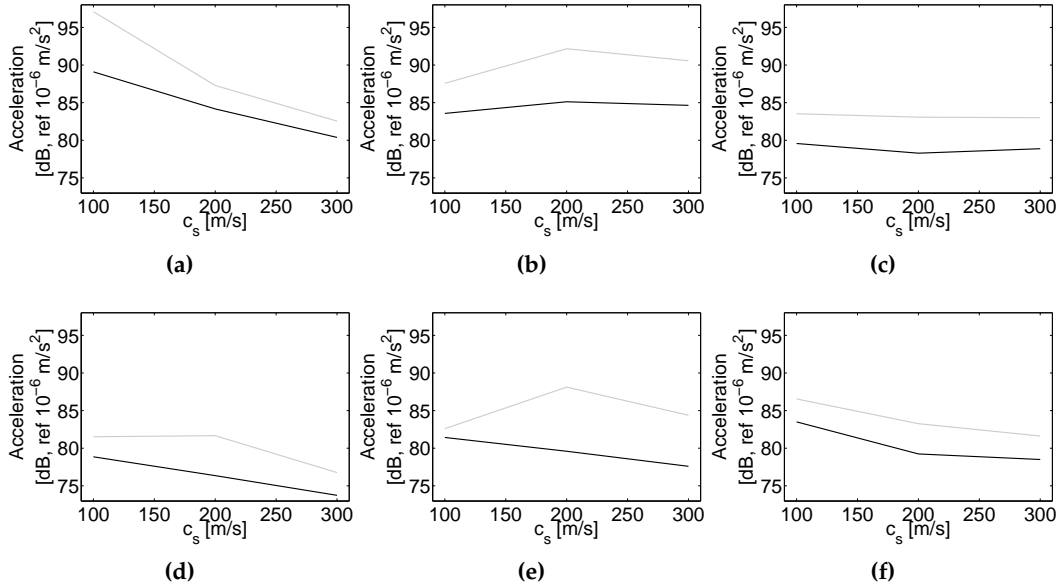 95
90
85
80
75
Acceleration
[dB, ref 10⁻⁶ m/s²]
100 150 200 250 300
c_s [m/s]
(a)
95
90
85
80
75
Acceleration
[dB, ref 10⁻⁶ m/s²]
100 150 200 250 300
c_s [m/s]
(b)
95
90
85
80
75
Acceleration
[dB, ref 10⁻⁶ m/s²]
100 150 200 250 300
c_s [m/s]
(c)
95
90
85
80
75
Acceleration
[dB, ref 10⁻⁶ m/s²]
100 150 200 250 300
c_s [m/s]
(d)
95
90
85
80
75
Acceleration
[dB, ref 10⁻⁶ m/s²]
100 150 200 250 300
c_s [m/s]
(e)
95
90
85
80
75
Acceleration
[dB, ref 10⁻⁶ m/s²]
100 150 200 250 300
c_s [m/s]
(f)